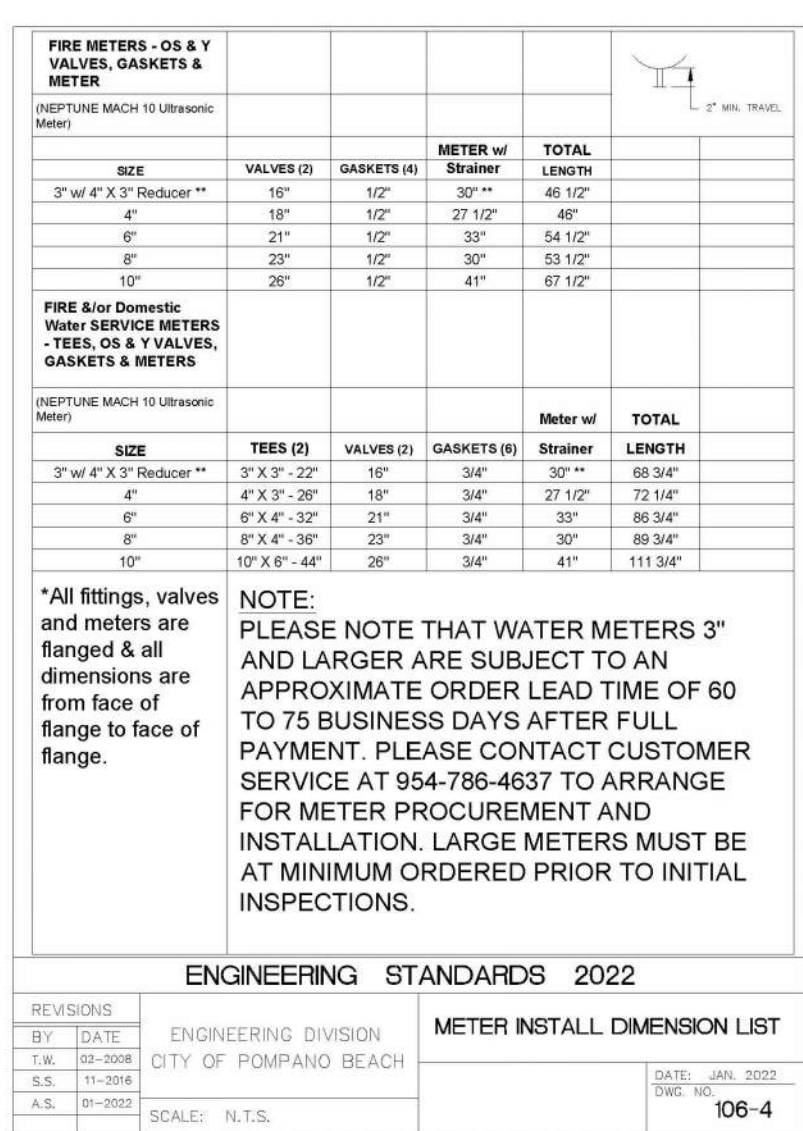 FIRE METERS - OS & Y
VALVES, GASKETS &
METER
2" MIN. TRAVEL
(NEPTUNE MACH 10 Ultrasonic
Meter)
METER w/ TOTAL
SIZE VALVES (2) GASKETS (4) Strainer LENGTH
3" w/ 4" X 3" Reducer ** 16" 1/2" 30" ** 46 1/2"
4" 18" 1/2" 27 1/2" 46"
6" 21" 1/2" 33" 54 1/2"
8" 23" 1/2" 30" 53 1/2"
10" 26" 1/2" 41" 67 1/2"
FIRE &/or Domestic
Water SERVICE METERS
- TEES, OS & Y VALVES,
GASKETS & METERS
(NEPTUNE MACH 10 Ultrasonic
Meter)
Meter w/ TOTAL
SIZE TEES (2) VALVES (2) GASKETS (6) Strainer LENGTH
3" w/ 4" X 3" Reducer ** 3" X 3" - 22" 16" 3/4" 30" ** 68 3/4"
4" 4" X 3" - 26" 18" 3/4" 27 1/2" 72 1/4"
6" 6" X 4" - 32" 21" 3/4" 33" 86 3/4"
8" 8" X 4" - 36" 23" 3/4" 30" 89 3/4"
10" 10" X 6" - 44" 26" 3/4" 41" 111 3/4"
*All fittings, valves
and meters are
flanged & all
dimensions are
from face of
flange to face of
flange.
NOTE:
PLEASE NOTE THAT WATER METERS 3"
AND LARGER ARE SUBJECT TO AN
APPROXIMATE ORDER LEAD TIME OF 60
TO 75 BUSINESS DAYS AFTER FULL
PAYMENT. PLEASE CONTACT CUSTOMER
SERVICE AT 954-786-4637 TO ARRANGE
FOR METER PROCUREMENT AND
INSTALLATION. LARGE METERS MUST BE
AT MINIMUM ORDERED PRIOR TO INITIAL
INSPECTIONS.
ENGINEERING STANDARDS 2022
REVISIONS
BY DATE
T.W. 02-2008
S.S. 11-2016
A.S. 01-2022
ENGINEERING DIVISION
CITY OF POMPANO BEACH
SCALE: N.T.S.
METER INSTALL DIMENSION LIST
DATE: JAN. 2022
DWG. NO.
106-4